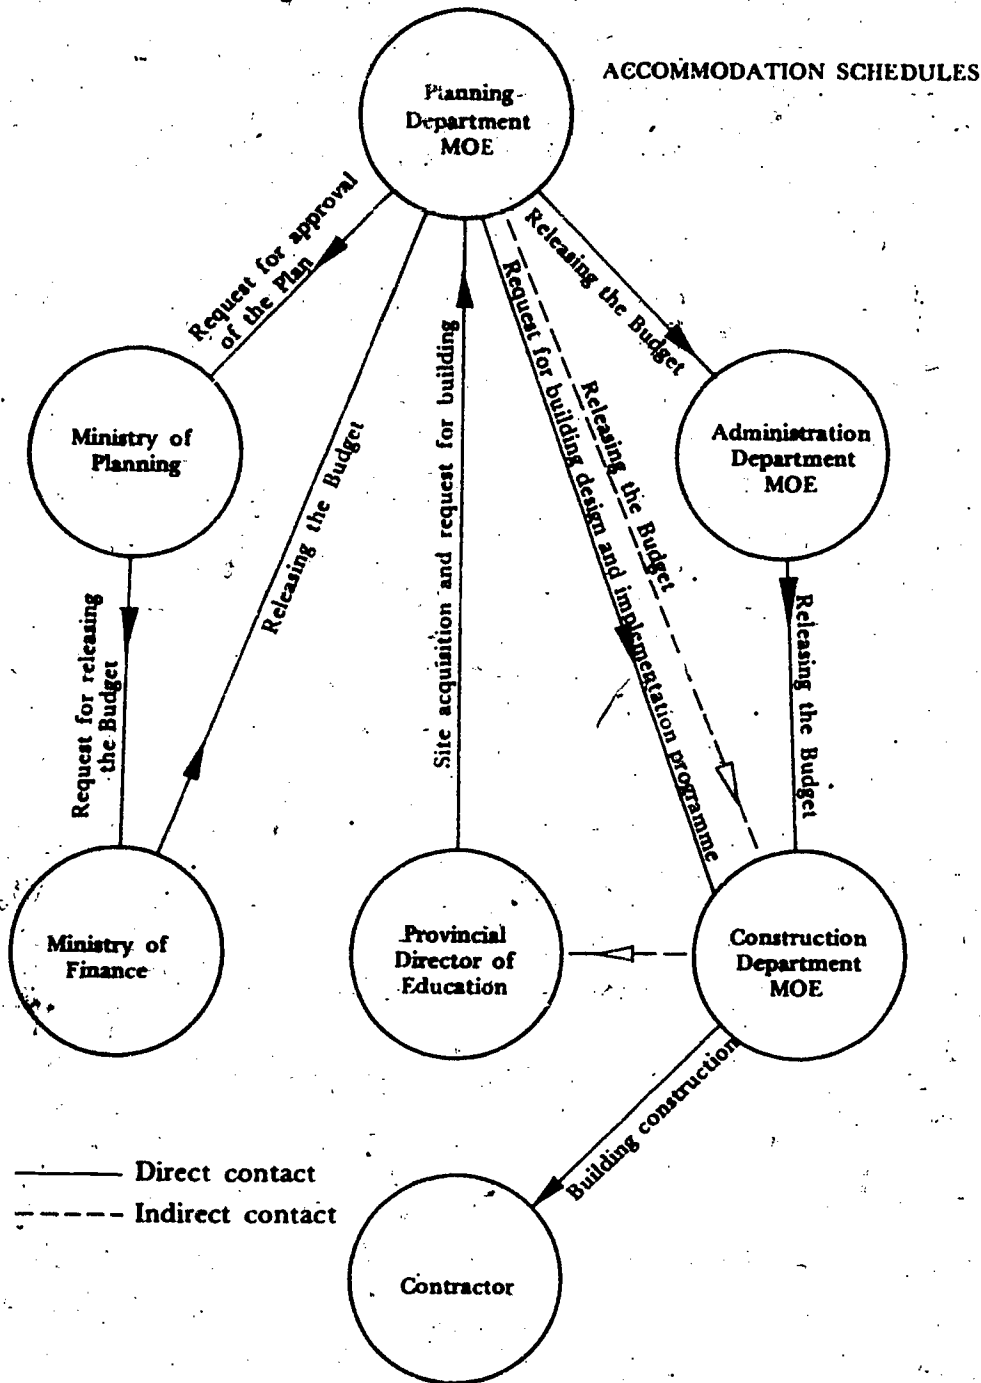 ACCOMMODATION SCHEDULES
Planning
Department
MOE
Request for approval
of the Plan
Releasing the Budget
Site acquisition and request for building
Request for building design and implementation programme
Releasing the Budget
Releasing the Budget
Ministry of
Planning
Administration
Department
MOE
Request for releasing
the Budget
Releasing the Budget
Ministry of
Finance
Provincial
Director of
Education
Construction
Department
MOE
Building construction
Direct contact
Indirect contact
Contractor